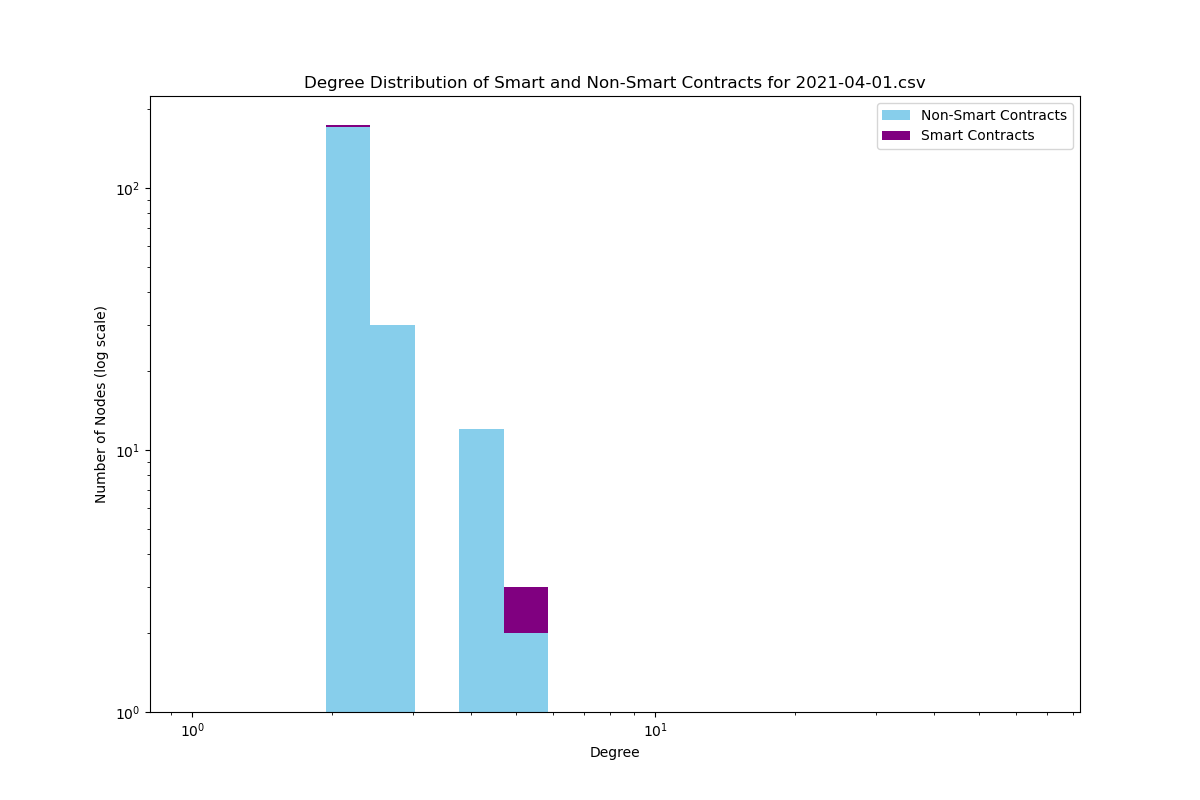 Degree Distribution of Smart and Non-Smart Contracts for 2021-04-01.csv
Non-Smart Contracts
Smart Contracts
Number of Nodes (log scale)
10²
10¹
10⁰
10⁰ 10¹
Degree